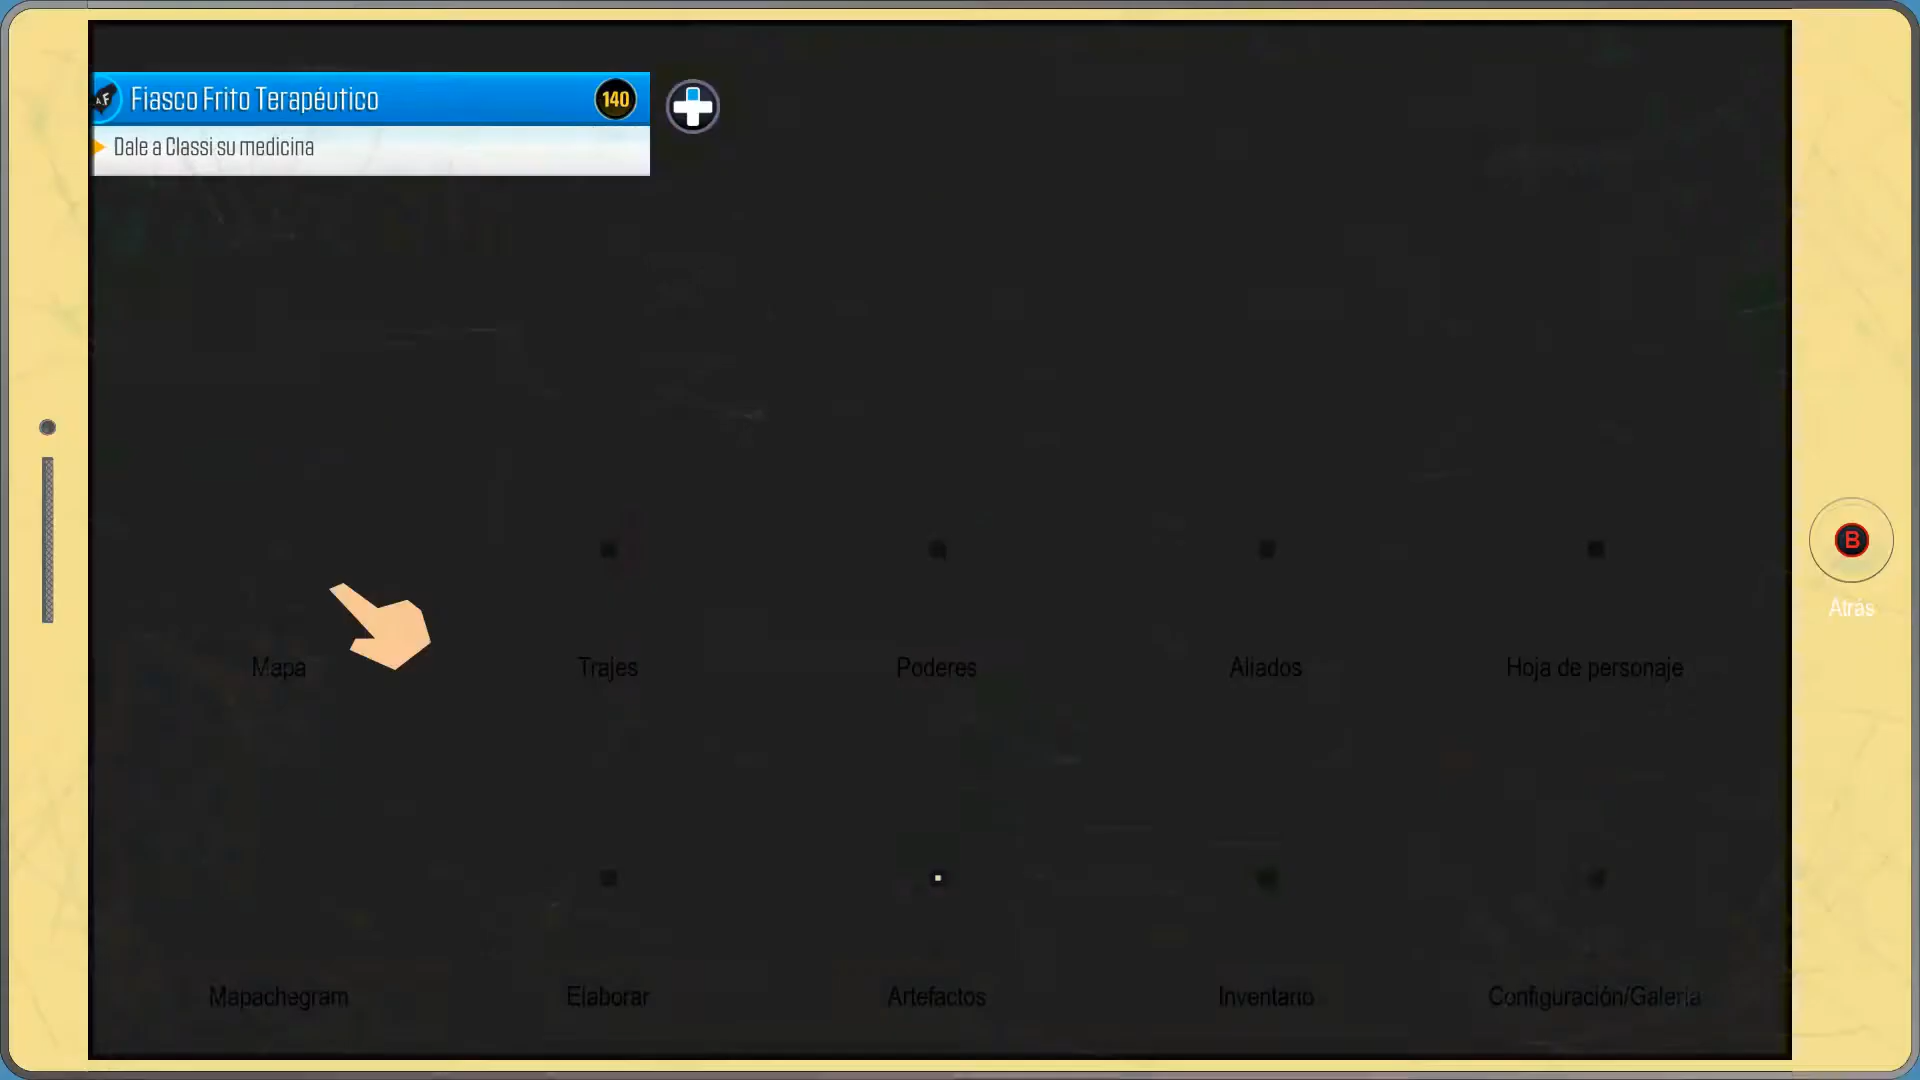 AF
Fiasco Frito Terapéutico
140
Dale a Classi su medicina
B
Atrás
Mapa
Trajes
Poderes
Aliados
Hoja de personaje
Mapachegram
Elaborar
Artefactos
Inventario
Configuración/Galería